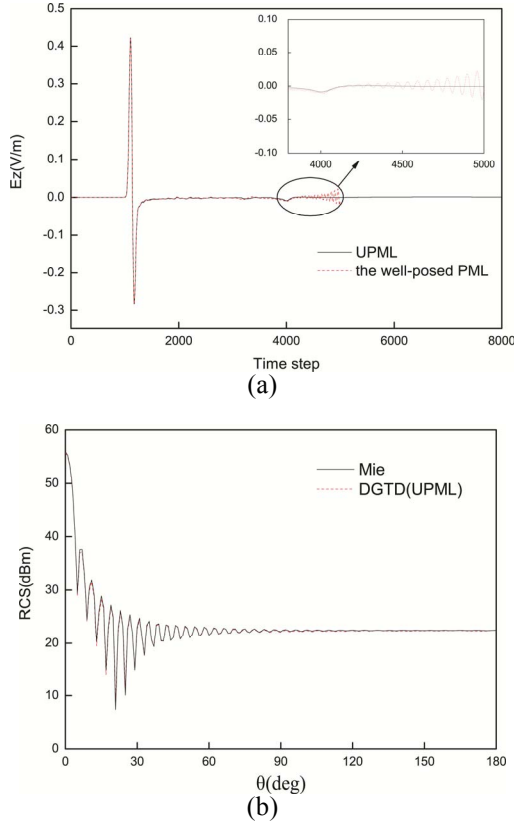 (a)
0.4
0.3
0.2
0.1
0.0
-0.1
-0.2
-0.3
Ez(V/m)
0.10
0.05
0.00
-0.05
-0.10
4000 4500 5000
UPML
the well-posed PML
0 2000 4000 6000 8000
Time step
(a)
60
50
40
30
20
10
0
RCS(dBm)
Mie
DGTD(UPML)
0 30 60 90 120 150 180
θ(deg)
(b)